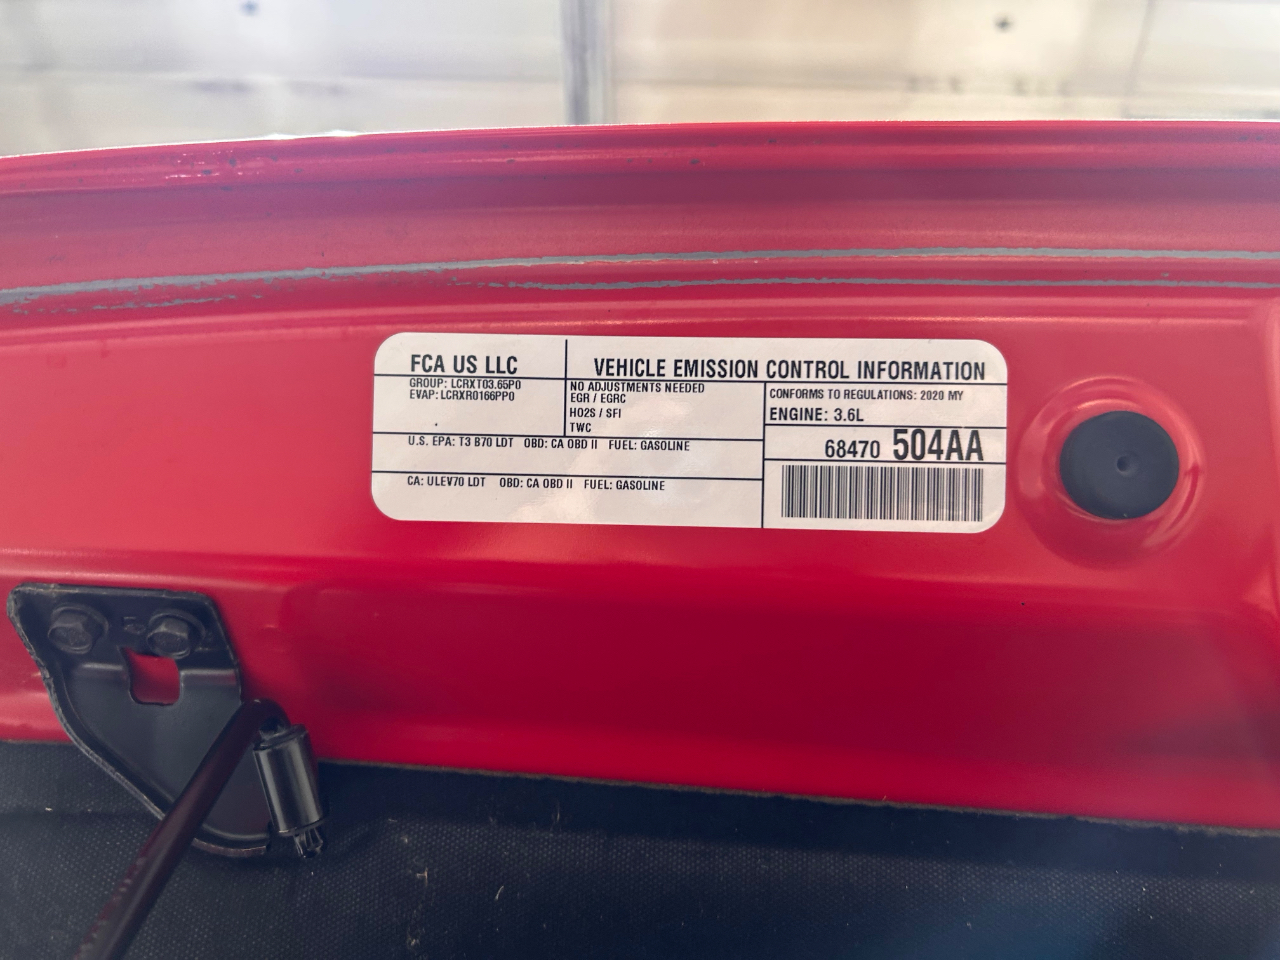 FCA US LLC
VEHICLE EMISSION CONTROL INFORMATION
GROUP: LCRXT03.65P0
EVAP: LCRXR0166PP0
NO ADJUSTMENTS NEEDED
EGR / EGRC
HO2S / SFI
TWC
CONFORMS TO REGULATIONS: 2020 MY
ENGINE: 3.6L
U.S. EPA: T3 B70 LDT OBD: CA OBD II FUEL: GASOLINE
68470 504AA
CA: ULEV70 LDT OBD: CA OBD II FUEL: GASOLINE